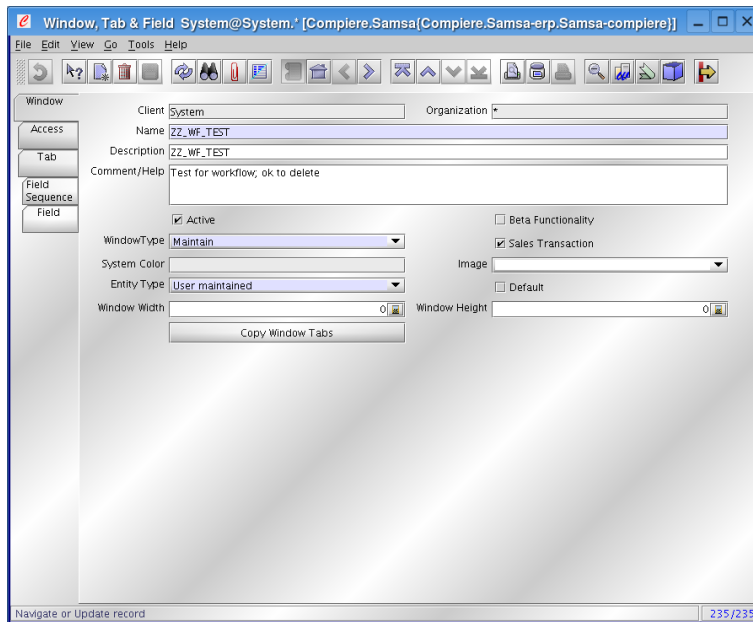 Window, Tab & Field System@System.* [Compiere.Samsa{Compiere.Samsa-erp.Samsa-compiere}]
File Edit View Go Tools Help
Window
Access
Tab
Field
Sequence
Field
Client System Organization *
Name ZZ_WF_TEST
Description ZZ_WF_TEST
Comment/Help Test for workflow; ok to delete
Active Beta Functionality
WindowType Maintain Sales Transaction
System Color Image
Entity Type User maintained Default
Window Width 0 Window Height 0
Copy Window Tabs
Navigate or Update record 235/235